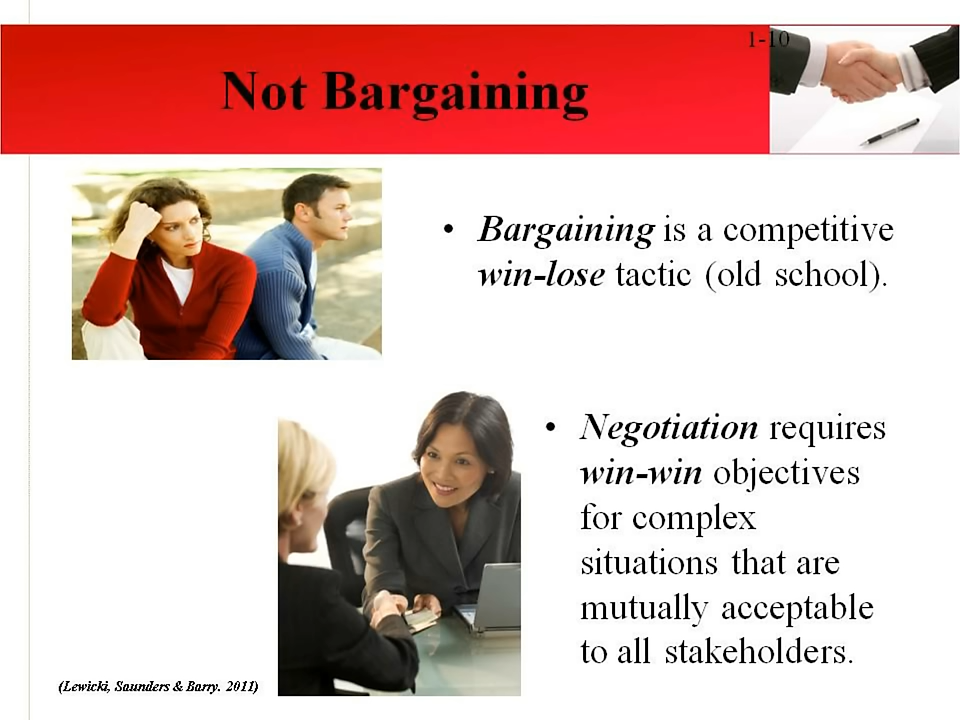 1-10
Not Bargaining
• Bargaining is a competitive
win-lose tactic (old school).
• Negotiation requires
win-win objectives
for complex
situations that are
mutually acceptable
to all stakeholders.
(Lewicki, Saunders & Barry. 2011)